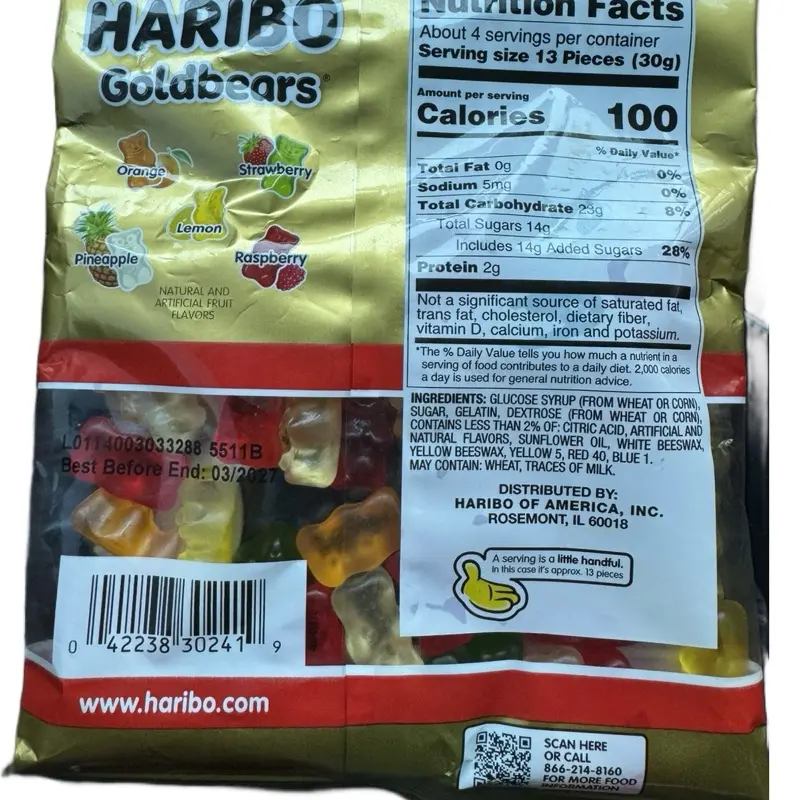 HARIBO
Goldbears®
Orange
Strawberry
Lemon
Pineapple
Raspberry
NATURAL AND
ARTIFICIAL FRUIT
FLAVORS
Nutrition Facts
About 4 servings per container
Serving size 13 Pieces (30g)
Amount per serving
Calories 100
% Daily Value*
Total Fat 0g 0%
Sodium 5mg 0%
Total Carbohydrate 23g 8%
Total Sugars 14g
Includes 14g Added Sugars 28%
Protein 2g
Not a significant source of saturated fat,
trans fat, cholesterol, dietary fiber,
vitamin D, calcium, iron and potassium.
*The % Daily Value tells you how much a nutrient in a
serving of food contributes to a daily diet. 2,000 calories
a day is used for general nutrition advice.
INGREDIENTS: GLUCOSE SYRUP (FROM WHEAT OR CORN),
SUGAR, GELATIN, DEXTROSE (FROM WHEAT OR CORN),
CONTAINS LESS THAN 2% OF: CITRIC ACID, ARTIFICIAL AND
NATURAL FLAVORS, SUNFLOWER OIL, WHITE BEESWAX,
YELLOW BEESWAX, YELLOW 5, RED 40, BLUE 1.
MAY CONTAIN: WHEAT, TRACES OF MILK.
DISTRIBUTED BY:
HARIBO OF AMERICA, INC.
ROSEMONT, IL 60018
A serving is a little handful.
In this case it's approx. 13 pieces
L0114003033288 5511B
Best Before End: 03/2027
0 42238 30241 9
www.haribo.com
SCAN HERE
OR CALL
866-214-8160
FOR MORE FOOD
INFORMATION